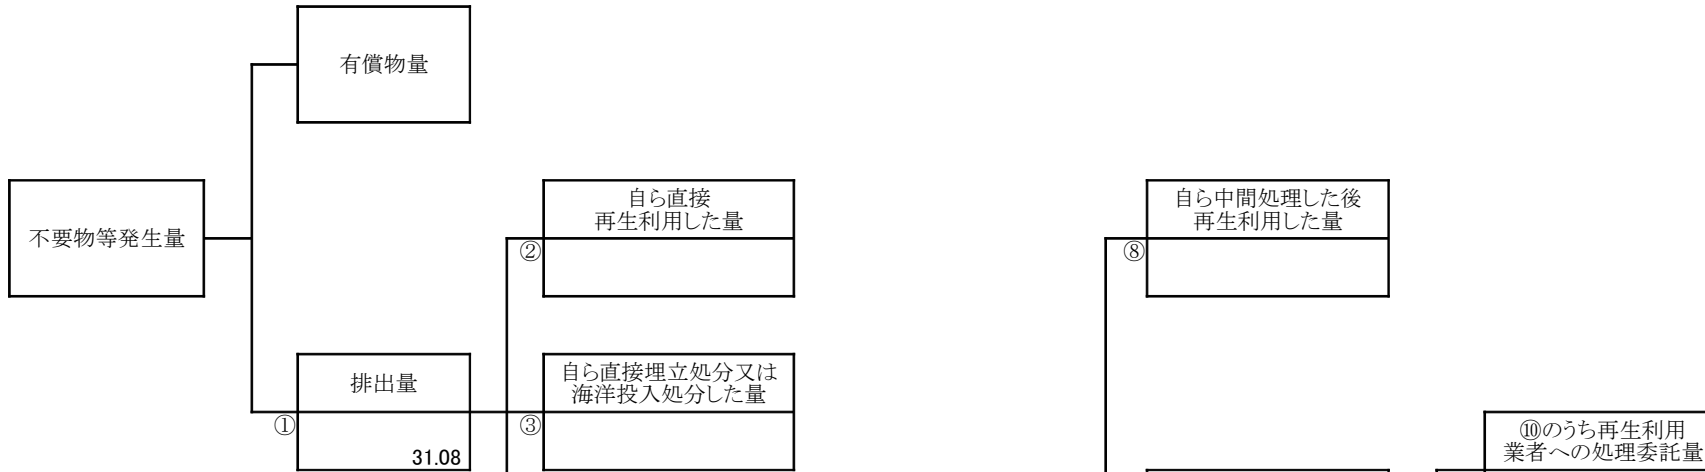 有償物量
不要物等発生量
自ら直接
再生利用した量
②
自ら中間処理した後
再生利用した量
⑧
排出量
①
31.08
自ら直接埋立処分又は
海洋投入処分した量
③
⑩のうち再生利用
業者への処理委託量